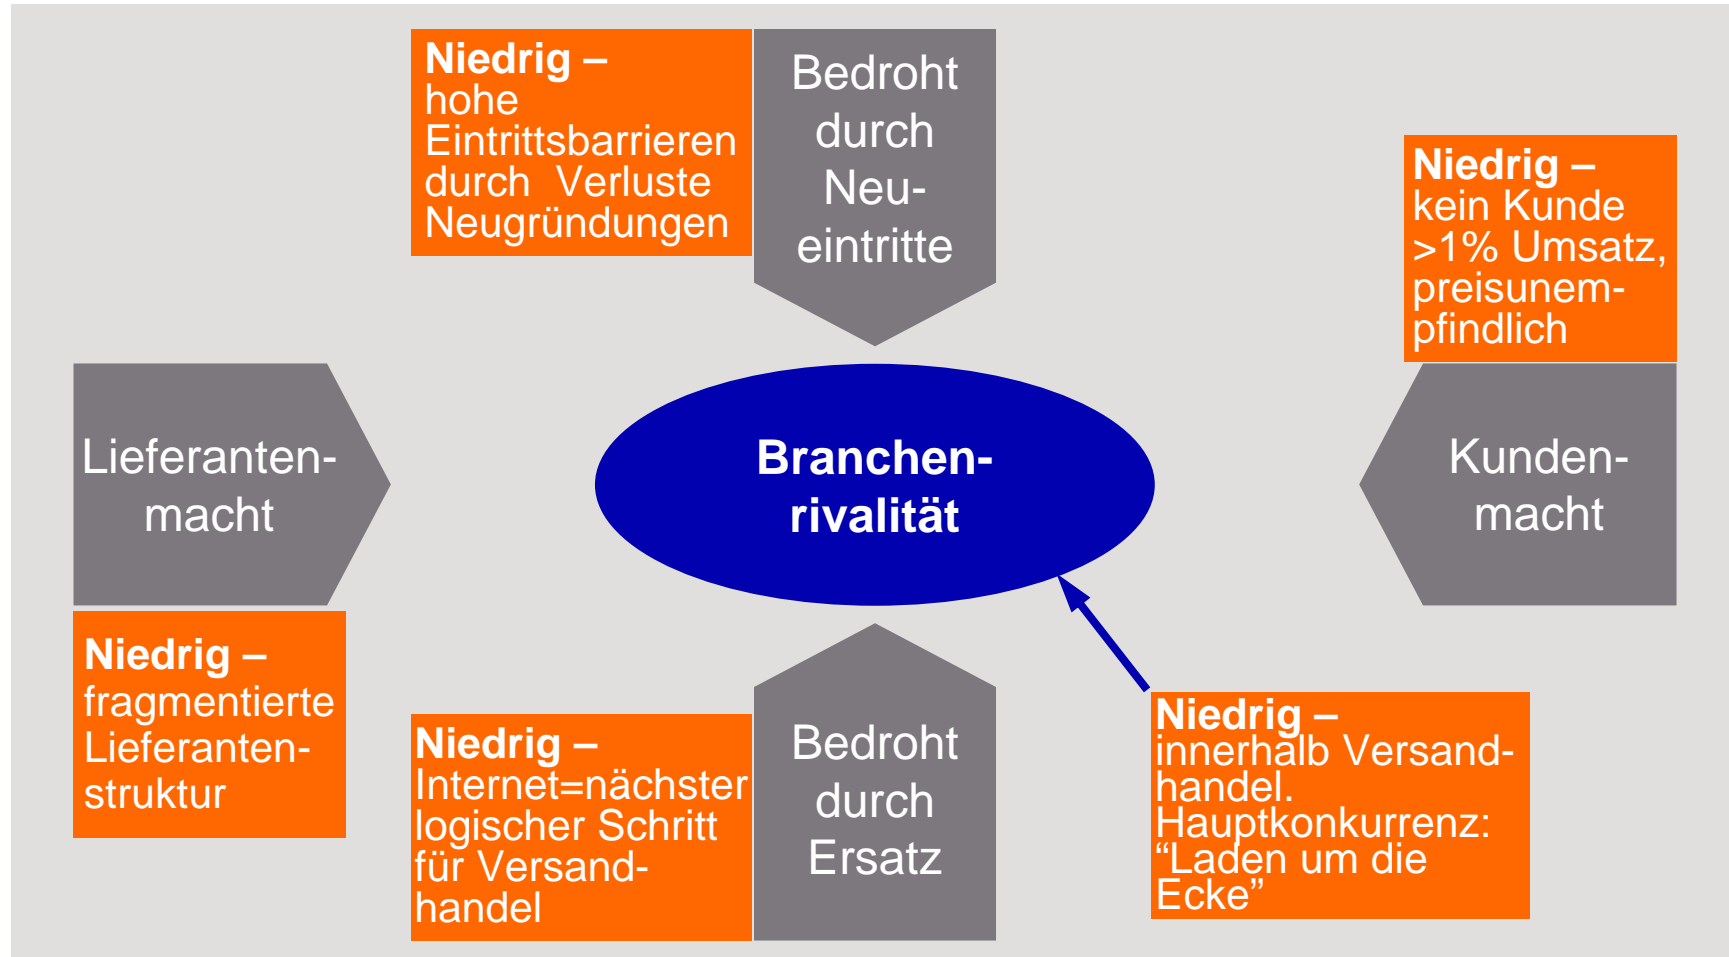 Niedrig –
hohe
Eintrittsbarrieren
durch Verluste
Neugründungen
Bedroht
durch
Neu-
eintritte
Niedrig –
kein Kunde
>1% Umsatz,
preisunem-
pfindlich
Lieferanten-
macht
Branchen-
rivalität
Kunden-
macht
Niedrig –
fragmentierte
Lieferanten-
struktur
Niedrig –
Internet=nächster
logischer Schritt
für Versand-
handel
Bedroht
durch
Ersatz
Niedrig –
innerhalb Versand-
handel.
Hauptkonkurrenz:
“Laden um die
Ecke”